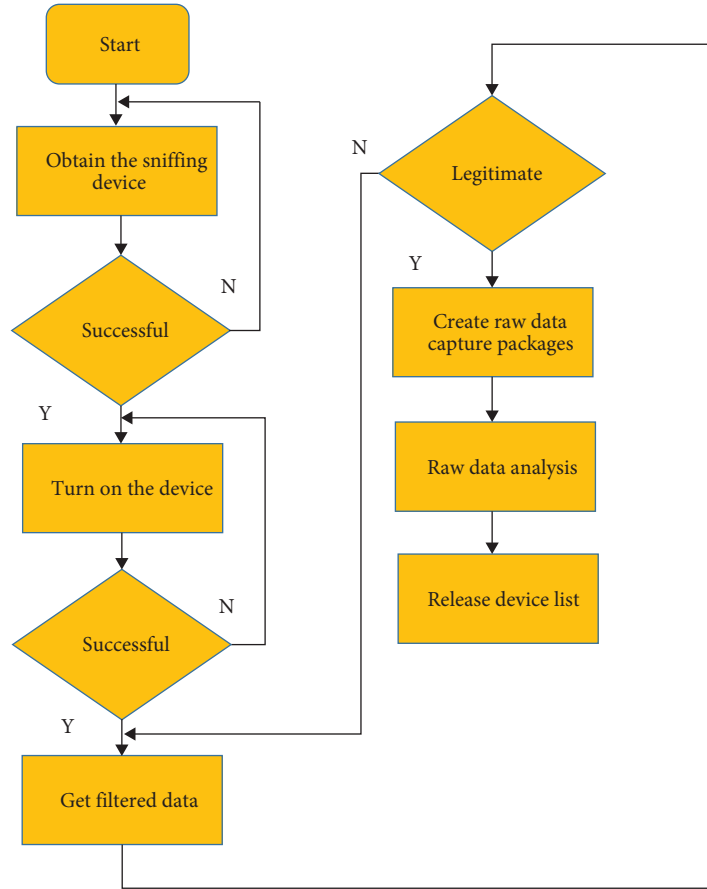 Start
Obtain the sniffing
device
N
Successful
Y
Turn on the device
N
Successful
Y
Get filtered data
N
Legitimate
Y
Create raw data
capture packages
Raw data analysis
Release device list